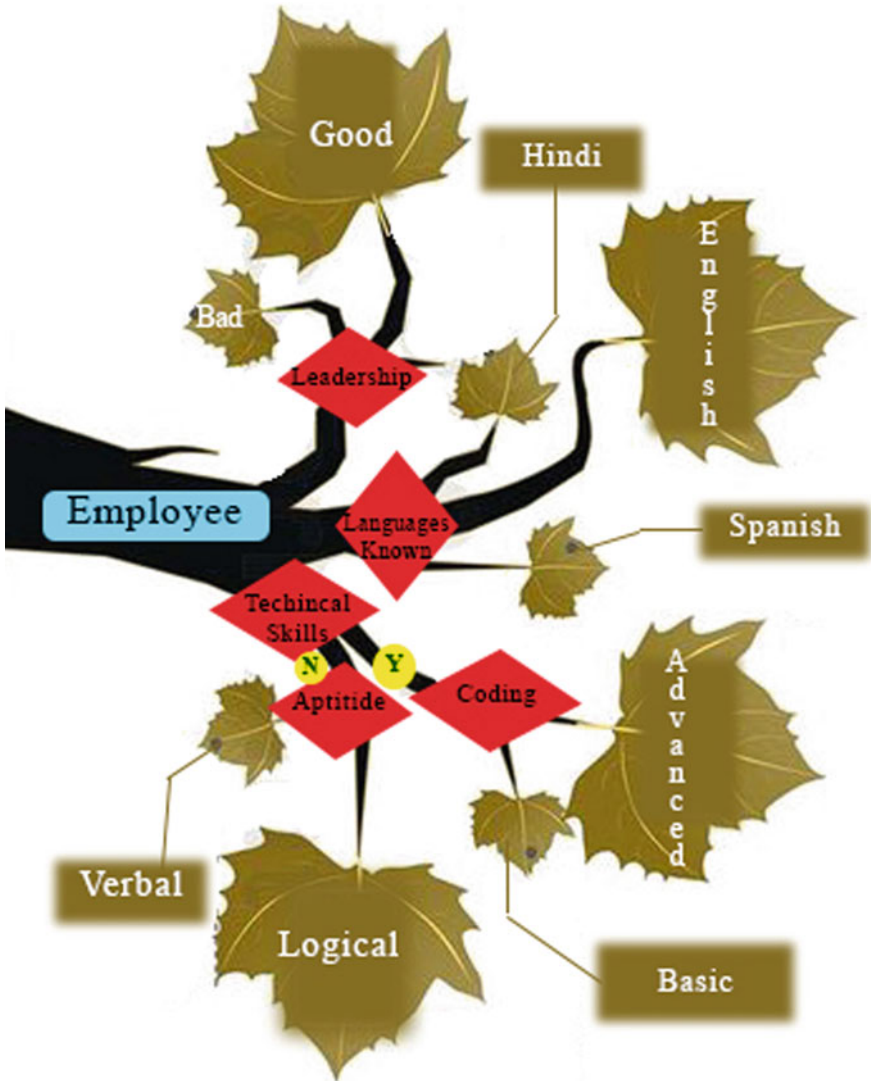 Good
Hindi
English
Bad
Leadership
Employee
Languages
Known
Spanish
Techincal
Skills
N
Y
Aptitide
Coding
Advanced
Verbal
Logical
Basic